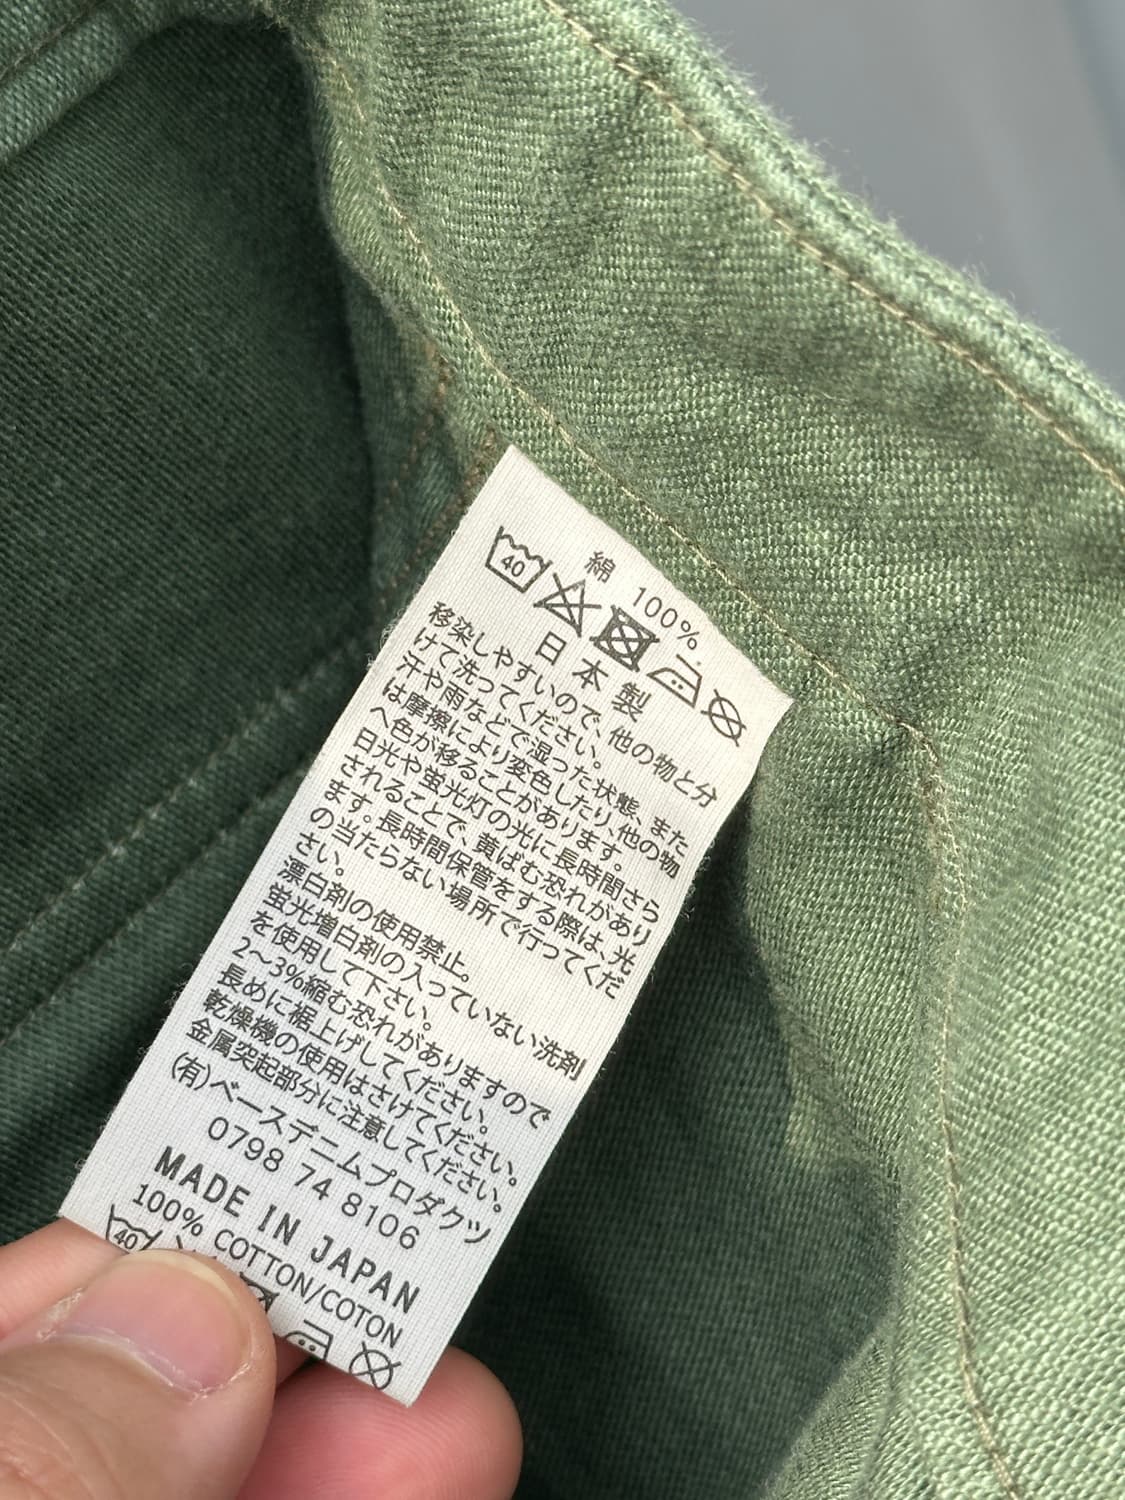 綿 100%
40
日本製
移染しやすいので、他の物と分
けて洗ってください。
汗や雨などで湿った状態、また
は摩擦により変色したり、他の物
へ色が移ることがあります。
日光や蛍光灯の光に長時間さら
されることで、黄ばむ恐れがあり
ます。長時間保管をする際は、光
の当たらない場所で行ってくだ
さい。
漂白剤の使用禁止。
蛍光増白剤の入っていない洗剤
を使用して下さい。
2～3%縮む恐れがありますので
長めに裾上げしてください。
乾燥機の使用はさけてください。
金属突起部分に注意してください。
(有)ベースデニムプロダクツ
0798 74 8106
MADE IN JAPAN
100% COTTON/COTON
40